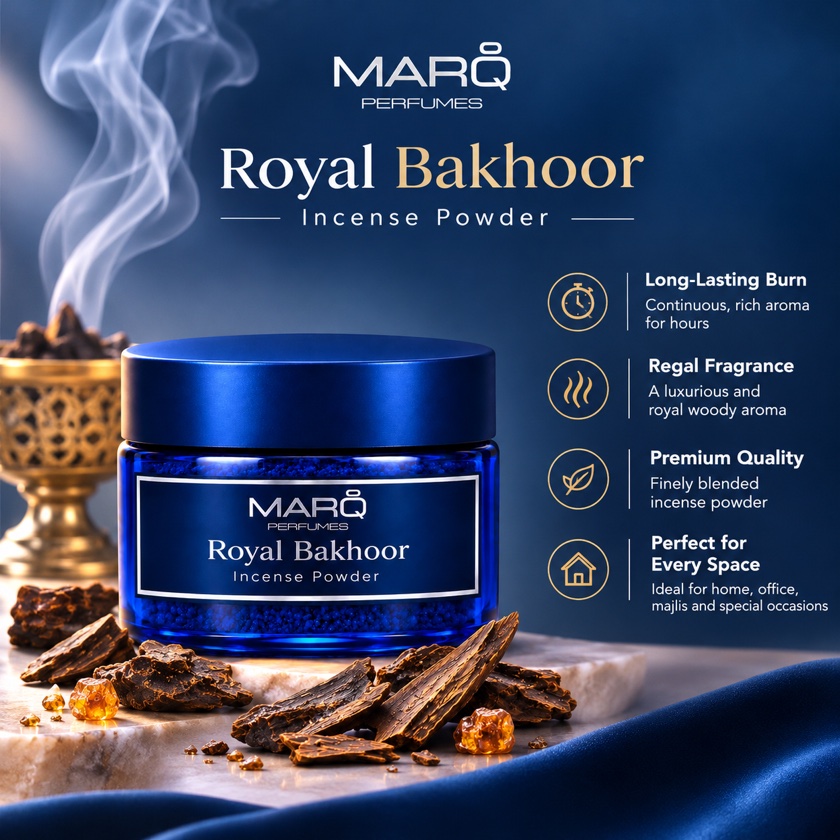 MARQ
PERFUMES
Royal Bakhoor
Incense Powder
Long-Lasting Burn
Continuous, rich aroma
for hours
Regal Fragrance
A luxurious and
royal woody aroma
Premium Quality
Finely blended
incense powder
Perfect for
Every Space
Ideal for home, office,
majlis and special occasions
MARQ
PERFUMES
Royal Bakhoor
Incense Powder